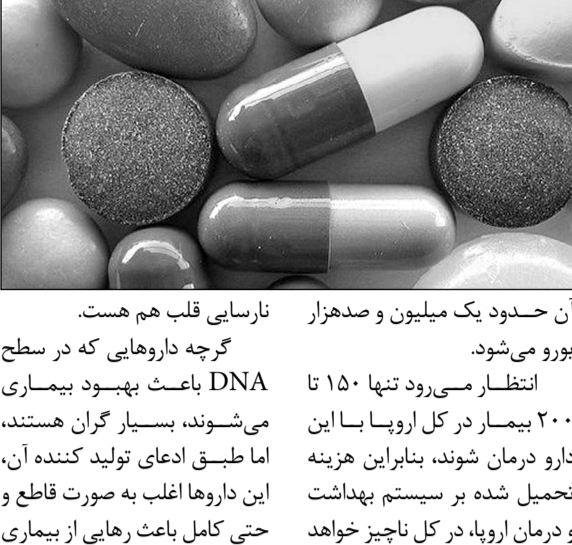 آن حدود یک میلیون و صدهزار
یورو می‌شود.
انتظار می‌رود تنها ۱۵۰ تا
۲۰۰ بیمار در کل اروپا با این
دارو درمان شوند، بنابراین هزینه
تحمیل شده بر سیستم بهداشت
و درمان اروپا، در کل ناچیز خواهد
نارسایی قلب هم هست.
گرچه داروهایی که در سطح
DNA باعث بهبود بیماری
می‌شوند، بسیار گران هستند،
اما طبق ادعای تولید کننده آن،
این داروها اغلب به صورت قاطع و
حتی کامل باعث رهایی از بیماری